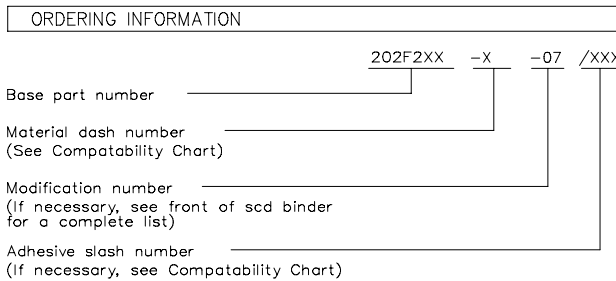 ORDERING INFORMATION
202F2XX -X -07 /XXX
Base part number
Material dash number
(See Compatability Chart)
Modification number
(If necessary, see front of scd binder
for a complete list)
Adhesive slash number
(If necessary, see Compatability Chart)